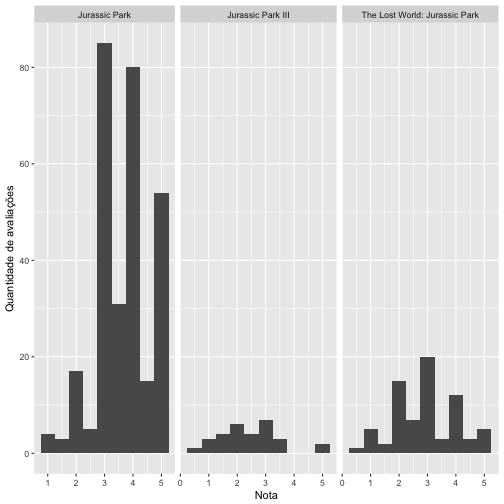 Jurassic Park
Jurassic Park III
The Lost World: Jurassic Park
Quantidade de avaliações
80
60
40
20
0
1 2 3 4 5
0 1 2 3 4 5
0 1 2 3 4 5
Nota